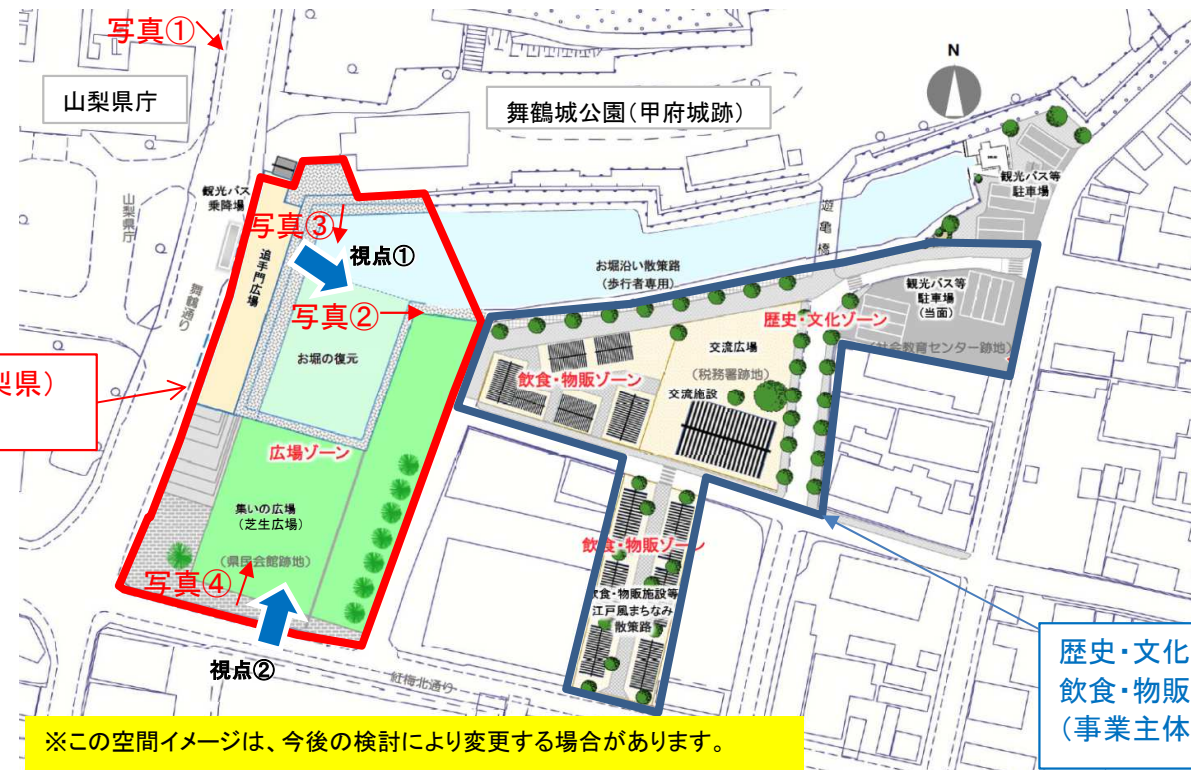 写真①
山梨県庁
舞鶴城公園(甲府城跡)
N
観光バス
乗降場
山梨県庁
舞鶴通り
追手門広場
写真③
視点①
写真②
お堀の復元
広場ゾーン
集いの広場
(芝生広場)
(県民会館跡地)
写真④
視点②
紅梅北通り
遊亀橋
お堀沿い散策路
(歩行者専用)
観光バス等
駐車場
観光バス等
駐車場
(当面)
社会教育センター跡地)
歴史・文化ゾーン
交流広場
(税務署跡地)
交流施設
飲食・物販ゾーン
飲食・物販ゾーン
飲食・物販施設等
江戸風まちなみ
散策路
梨県)
歴史・文化
飲食・物販
(事業主体
※この空間イメージは、今後の検討により変更する場合があります。